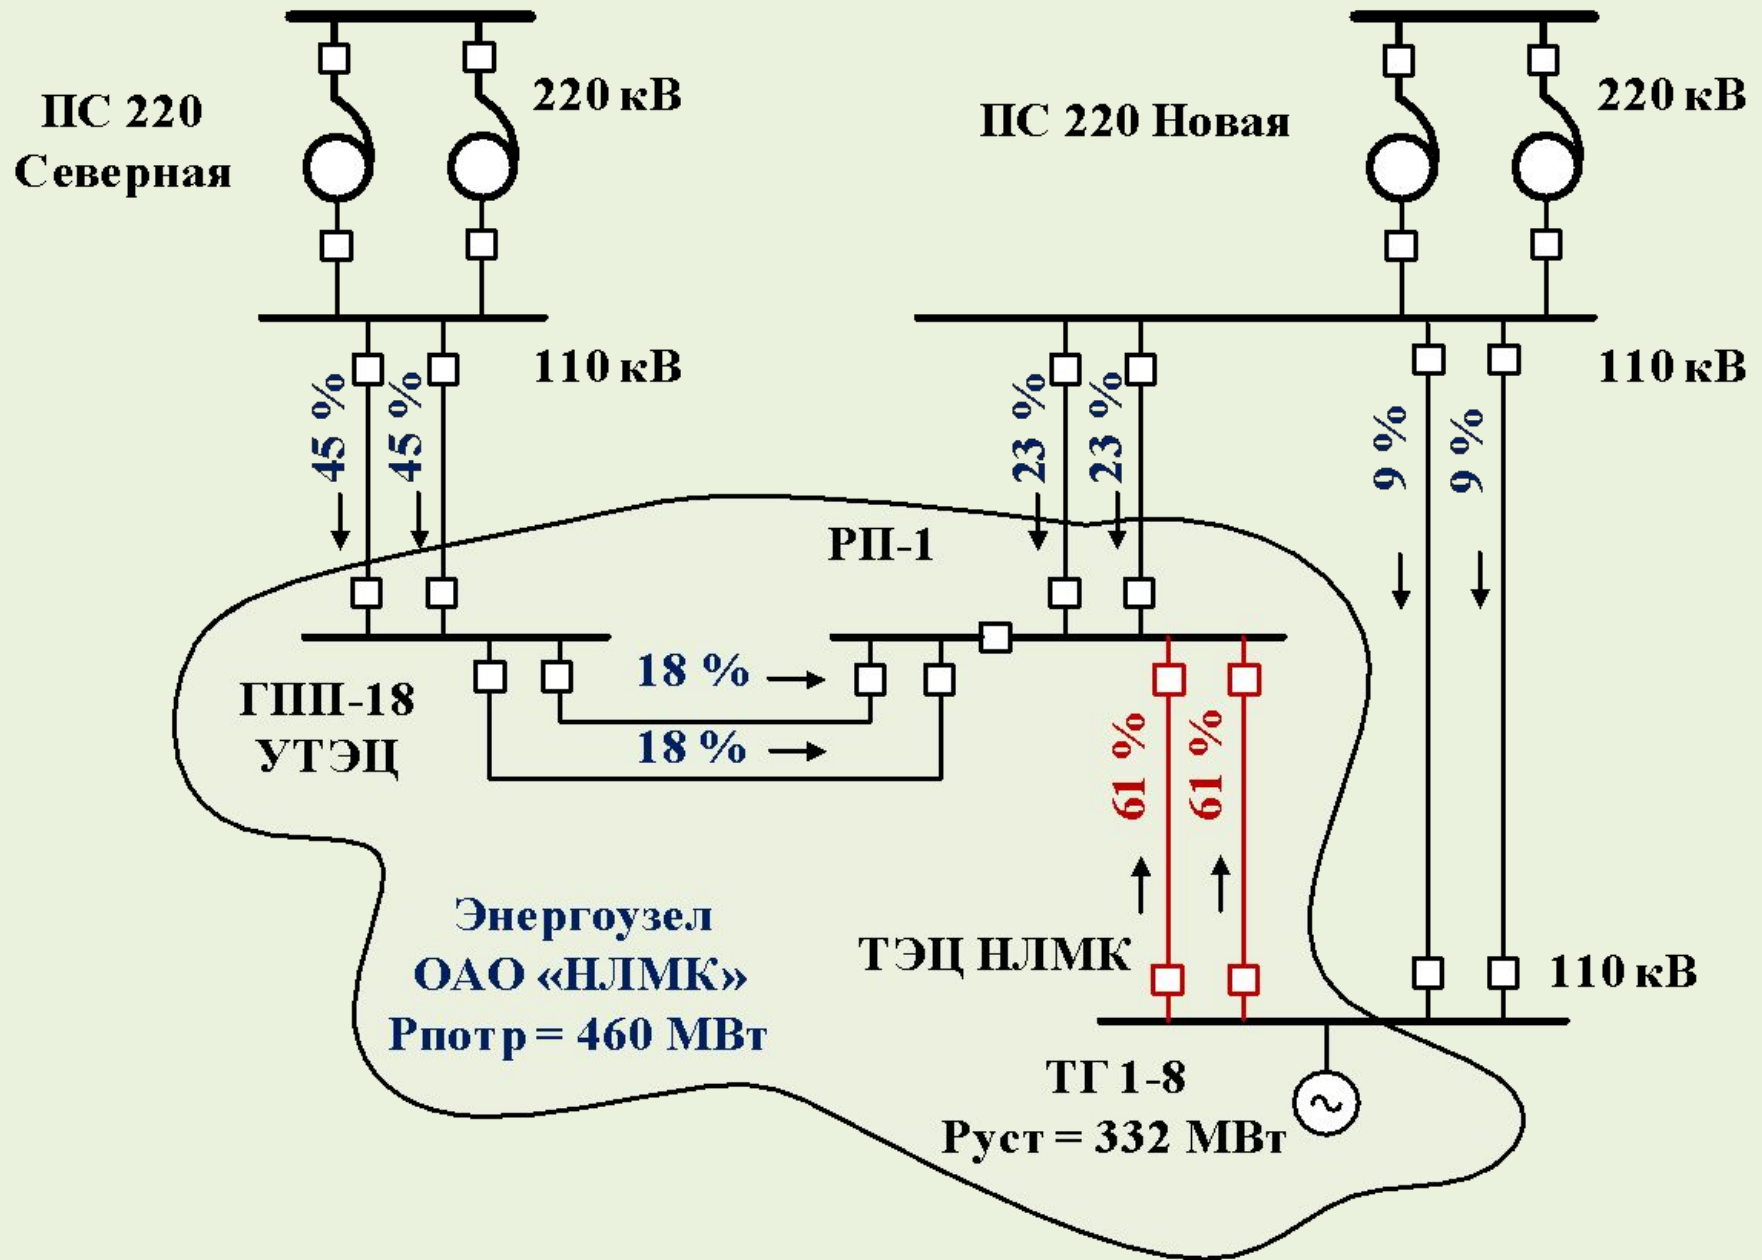 ПС 220
Северная
220 кВ
ПС 220 Новая
220 кВ
110 кВ
110 кВ
45 %
45 %
23 %
23 %
9 %
9 %
РП-1
18 %
18 %
ГПП-18
УТЭЦ
61 %
61 %
Энергоузел
ОАО «НЛМК»
Рпотр = 460 МВт
ТЭЦ НЛМК
110 кВ
ТГ 1-8
Руст = 332 МВт